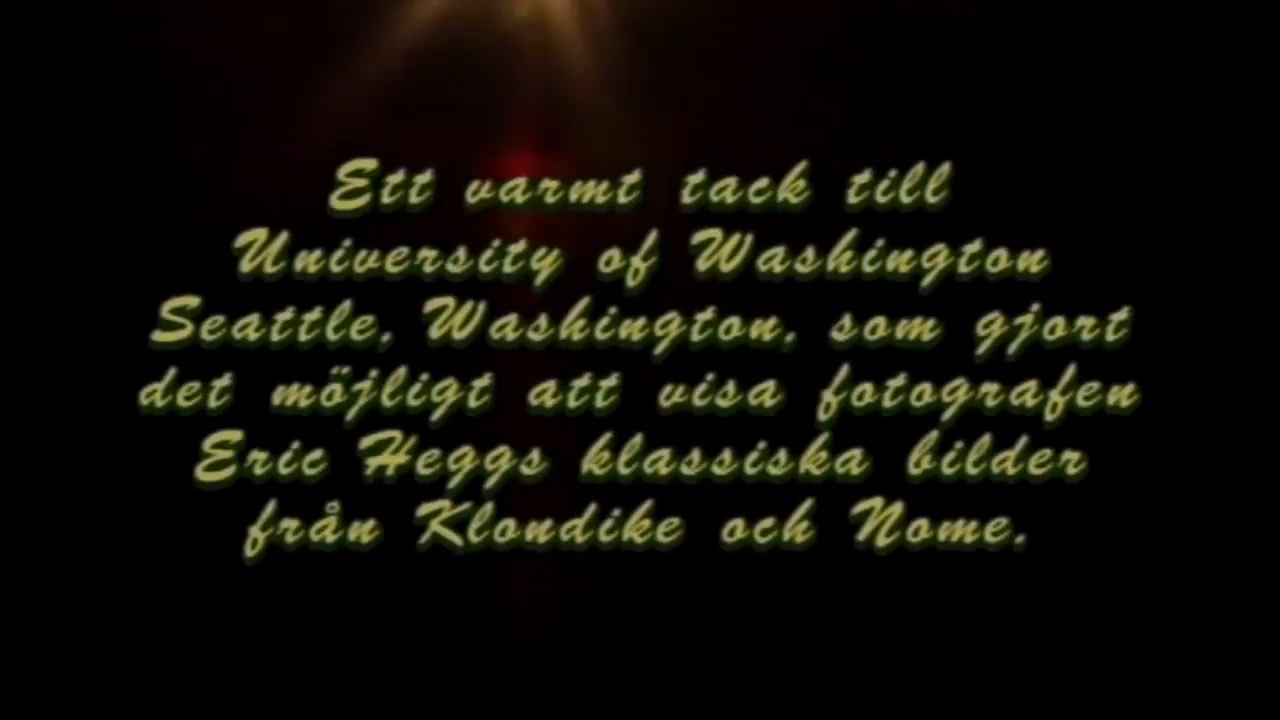 Ett varmt tack till
University of Washington
Seattle, Washington, som gjort
det möjligt att visa fotografen
Eric Heggs klassiska bilder
från Klondike och Nome.